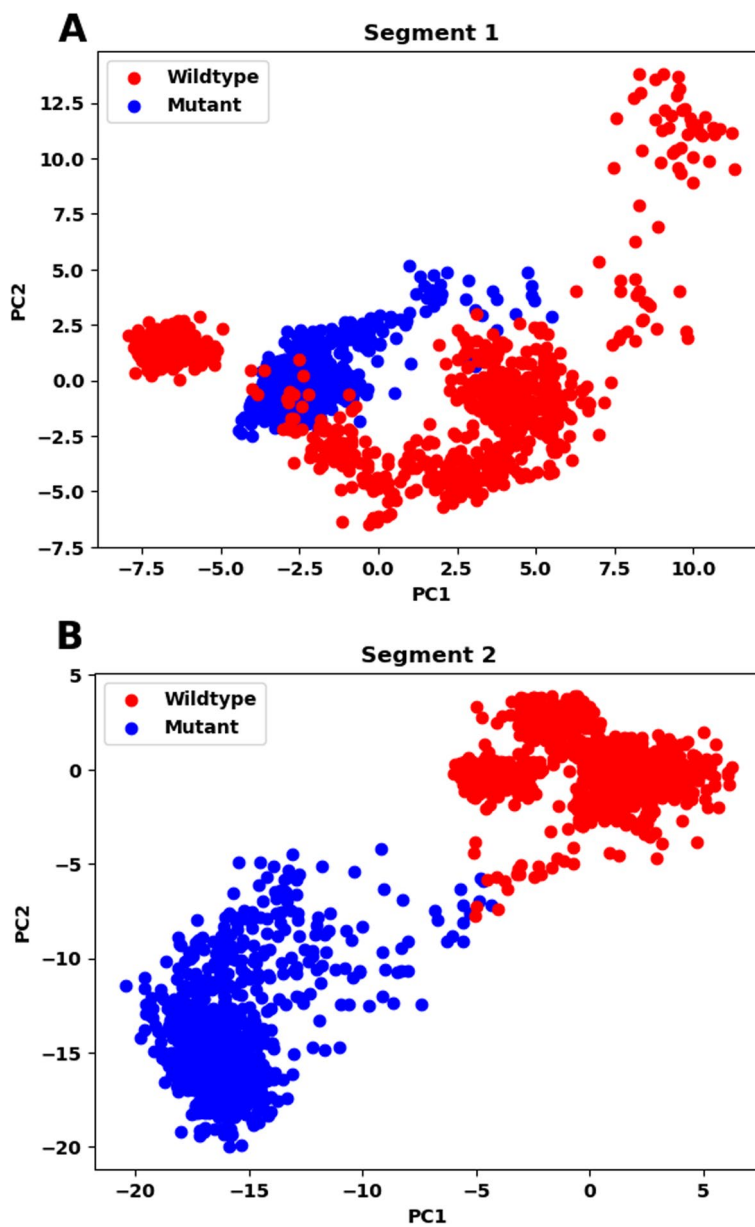 A
Segment 1
Wildtype
Mutant
12.5
10.0
7.5
5.0
2.5
0.0
−2.5
−5.0
−7.5
PC2
−7.5 −5.0 −2.5 0.0 2.5 5.0 7.5 10.0
PC1
B
Segment 2
Wildtype
Mutant
5
0
−5
−10
−15
−20
PC2
−20 −15 −10 −5 0 5
PC1